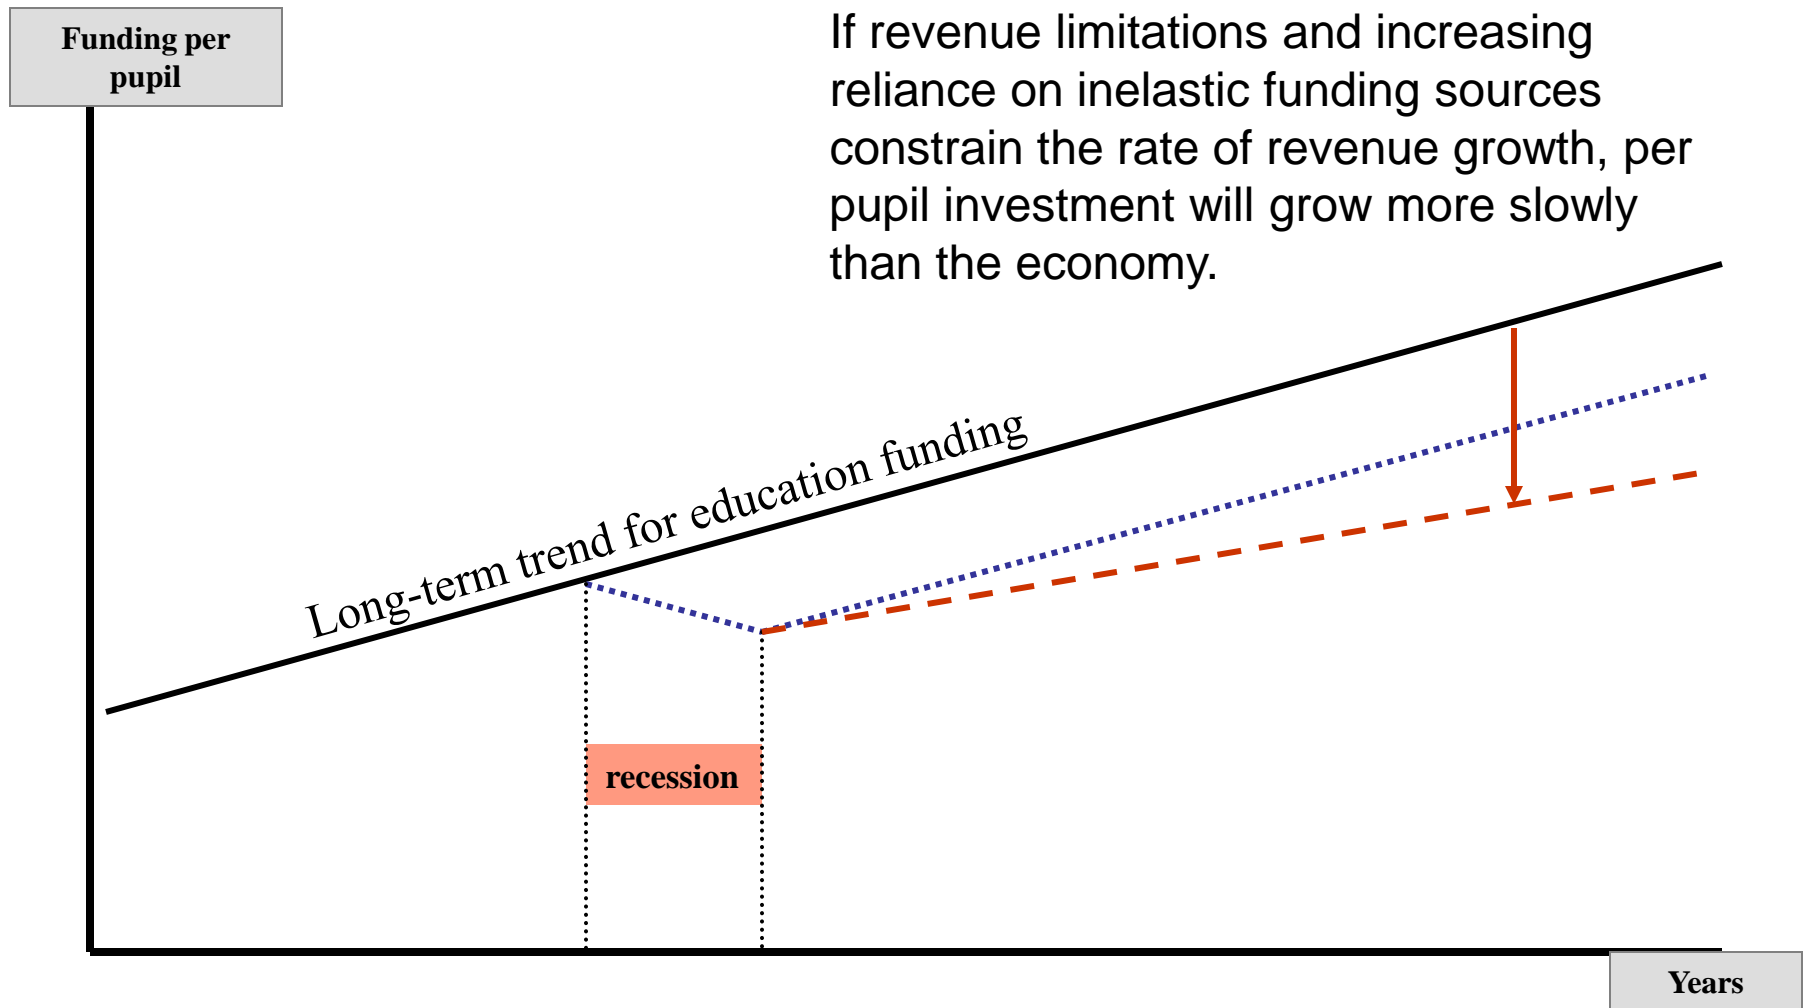 Funding per
pupil
If revenue limitations and increasing
reliance on inelastic funding sources
constrain the rate of revenue growth, per
pupil investment will grow more slowly
than the economy.
Long-term trend for education funding
recession
Years